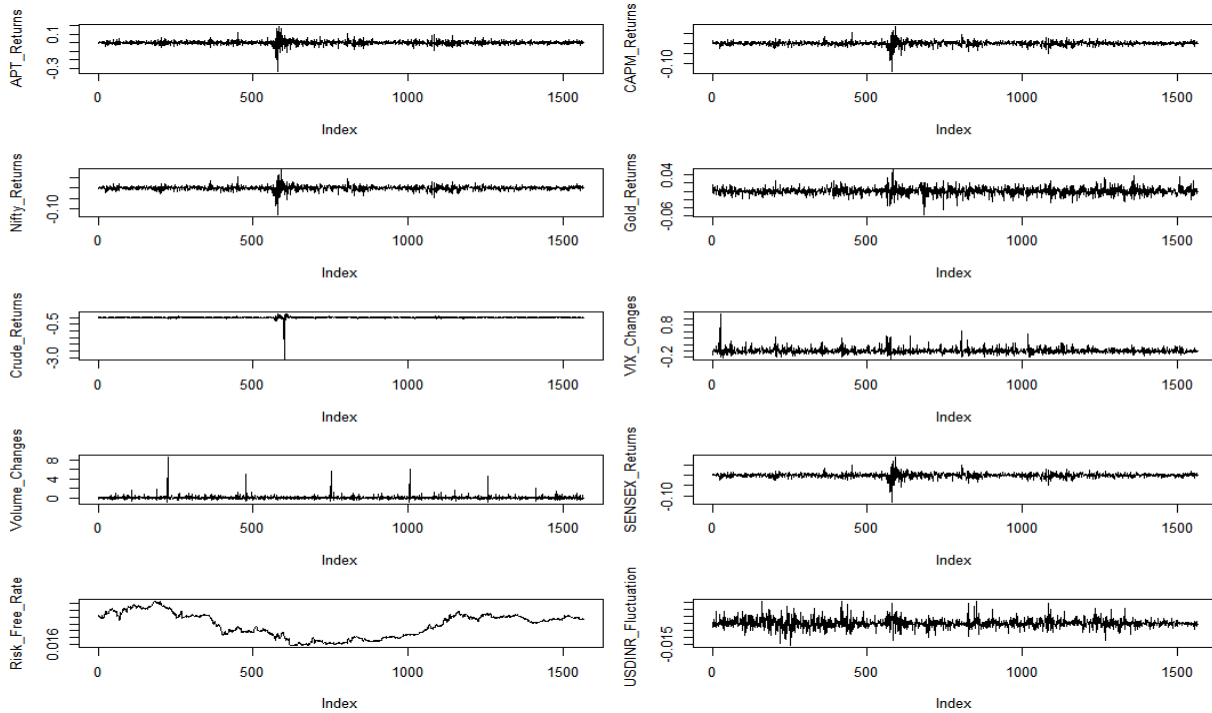 APT_Returns
0.1
-0.3
0 500 1000 1500
Index
CAPM_Returns
-0.10
0 500 1000 1500
Index
Nifty_Returns
-0.10
0 500 1000 1500
Index
Gold_Returns
0.04
-0.06
0 500 1000 1500
Index
Crude_Returns
-0.5
-3.0
0 500 1000 1500
Index
VIX_Changes
0.8
-0.2
0 500 1000 1500
Index
Volume_Changes
8
4
0
0 500 1000 1500
Index
SENSEX_Returns
-0.10
0 500 1000 1500
Index
Risk_Free_Rate
0.016
0 500 1000 1500
Index
USDINR_Fluctuation
-0.015
0 500 1000 1500
Index